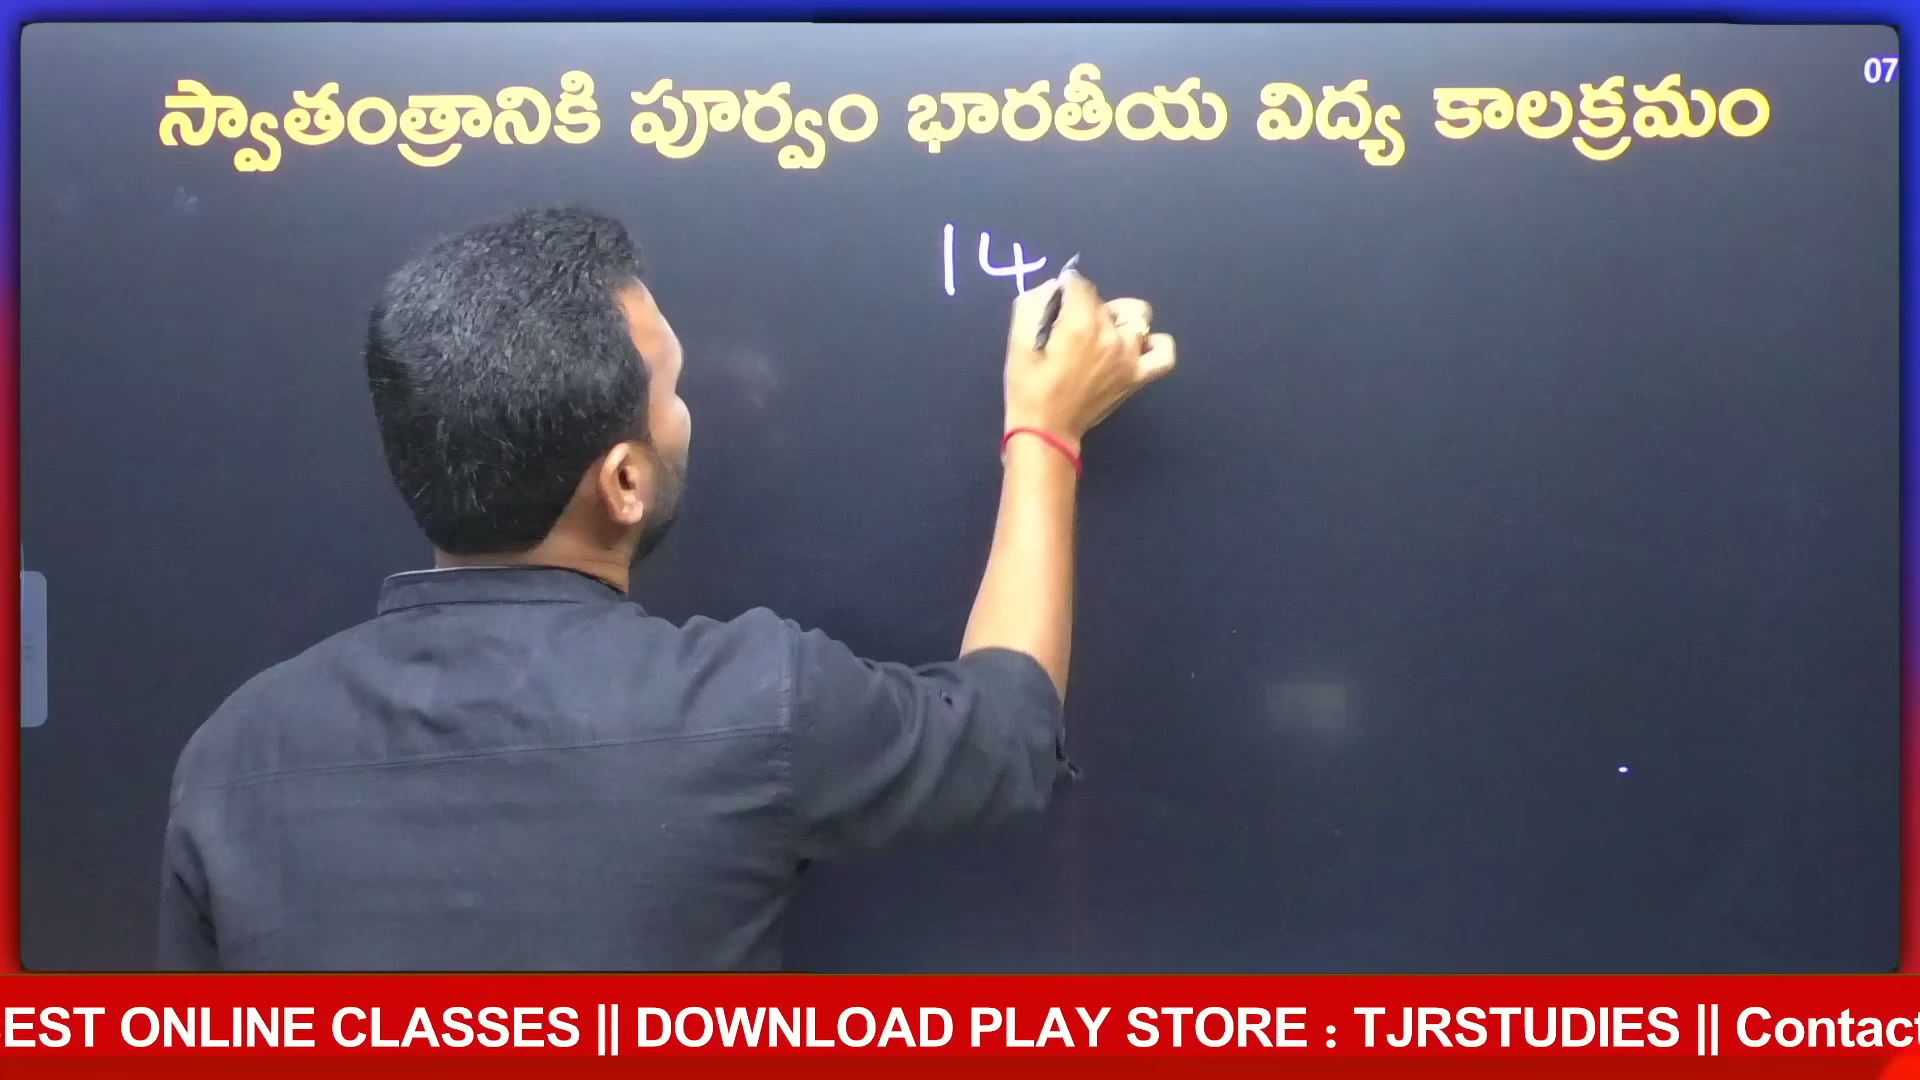 స్వాతంత్రానికి పూర్వం భారతీయ విద్య కాలక్రమం
07
14
EST ONLINE CLASSES || DOWNLOAD PLAY STORE : TJRSTUDIES || Contact